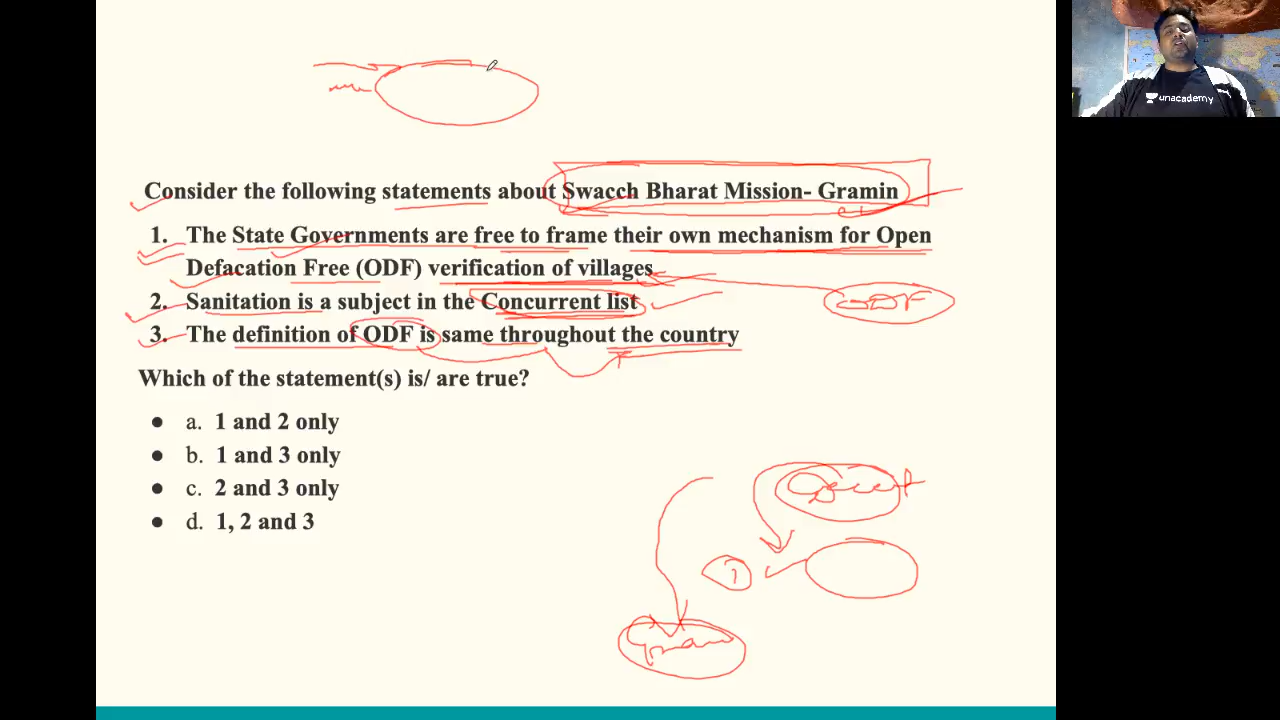 unacademy
Consider the following statements about Swacch Bharat Mission- Gramin
1. The State Governments are free to frame their own mechanism for Open
Defacation Free (ODF) verification of villages
ODF
2. Sanitation is a subject in the Concurrent list
3. The definition of ODF is same throughout the country
Which of the statement(s) is/ are true?
● a. 1 and 2 only
● b. 1 and 3 only
● c. 2 and 3 only
● d. 1, 2 and 3